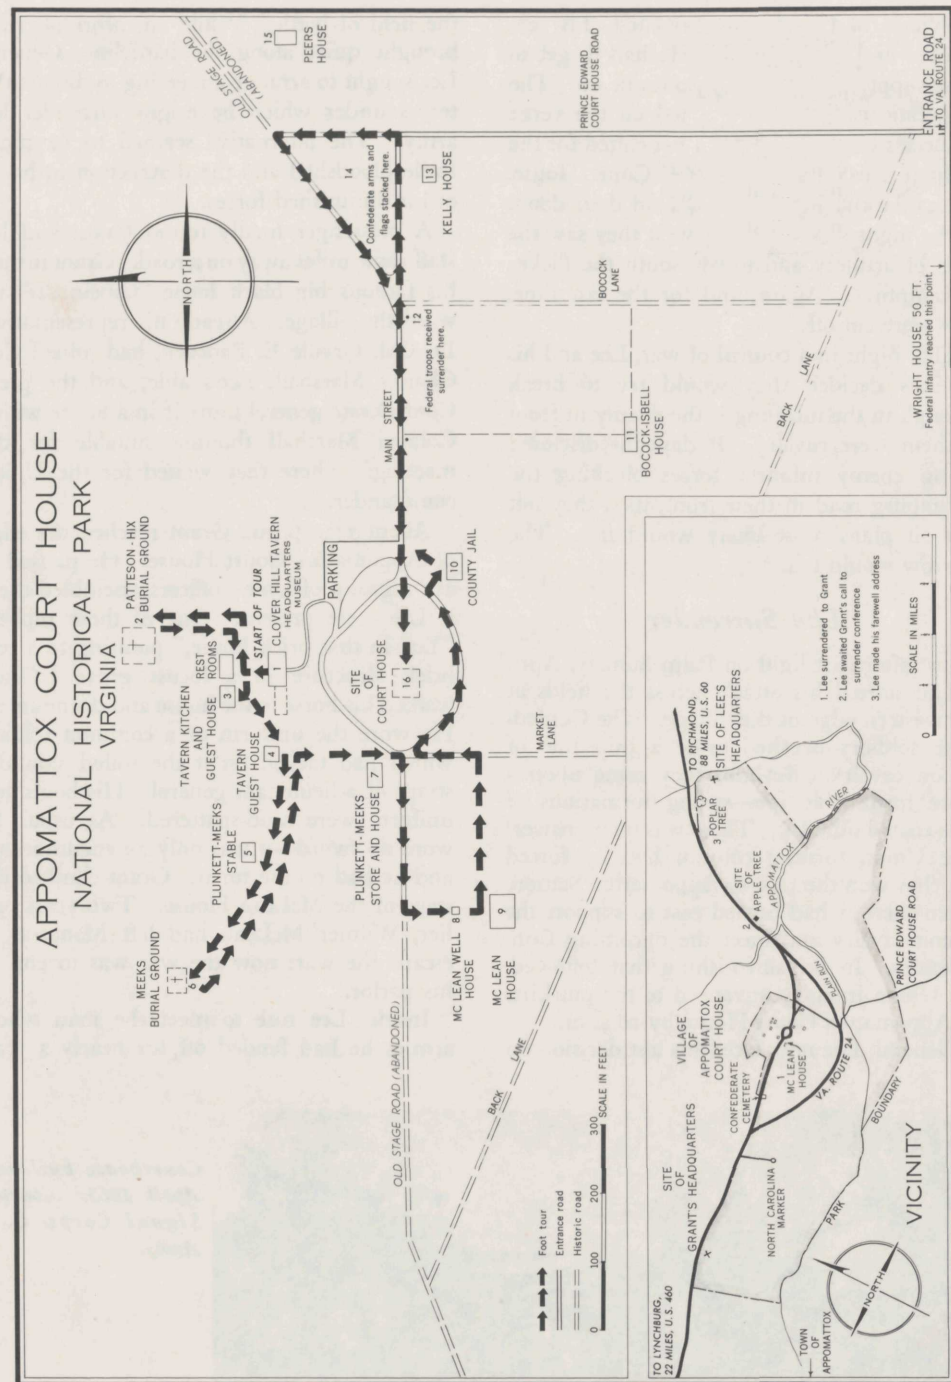 APPOMATTOX COURT HOUSE
NATIONAL HISTORICAL PARK
VIRGINIA
NORTH
MEEKS
BURIAL GROUND
6
PLUNKETT-MEEKS
STABLE
5
TAVERN KITCHEN
AND
GUEST HOUSE
3
REST
ROOMS
PATTESON-HIX
BURIAL GROUND
2
START OF TOUR
TAVERN
GUEST HOUSE
4
1
CLOVER HILL TAVERN
HEADQUARTERS
MUSEUM
PARKING
PLUNKETT-MEEKS
STORE AND HOUSE
7
SITE
OF
COURT HOUSE
16
MAIN STREET
12
Federal troops received
surrender here.
14
Confederate arms and
flags stacked here.
13
KELLY HOUSE
15
PEERS
HOUSE
OLD STAGE ROAD
(ABANDONED)
PRINCE EDWARD
COURT HOUSE ROAD
OLD STAGE ROAD (ABANDONED)
MC LEAN WELL 8
MC LEAN
HOUSE
9
10
COUNTY JAIL
MARKET
LANE
11
BOCOCK-ISBELL
HOUSE
BOCOCK
LANE
BACK LANE
BACK LANE
WRIGHT HOUSE, 50 FT.
Federal infantry reached this point.
ENTRANCE ROAD
TO VA. ROUTE 24
Foot tour
Entrance road
Historic road
0 100 200 300
SCALE IN FEET
TO LYNCHBURG,
22 MILES, U.S. 460
SITE
OF
GRANT'S HEADQUARTERS
NORTH CAROLINA
MARKER
CONFEDERATE
CEMETERY
VILLAGE
OF
APPOMATTOX
COURT HOUSE
1
MC LEAN
HOUSE
2
SITE
OF
APPLE TREE
3 POPLAR
TREE
TO RICHMOND,
88 MILES, U.S. 60
SITE OF LEE'S
HEADQUARTERS
APPOMATTOX RIVER
PLAIN RUN
VA. ROUTE 24
PRINCE EDWARD
COURT HOUSE ROAD
PARK BOUNDARY
TOWN
OF
APPOMATTOX
NORTH
VICINITY
1. Lee surrendered to Grant
2. Lee awaited Grant's call to
surrender conference
3. Lee made his farewell address
0 1
SCALE IN MILES